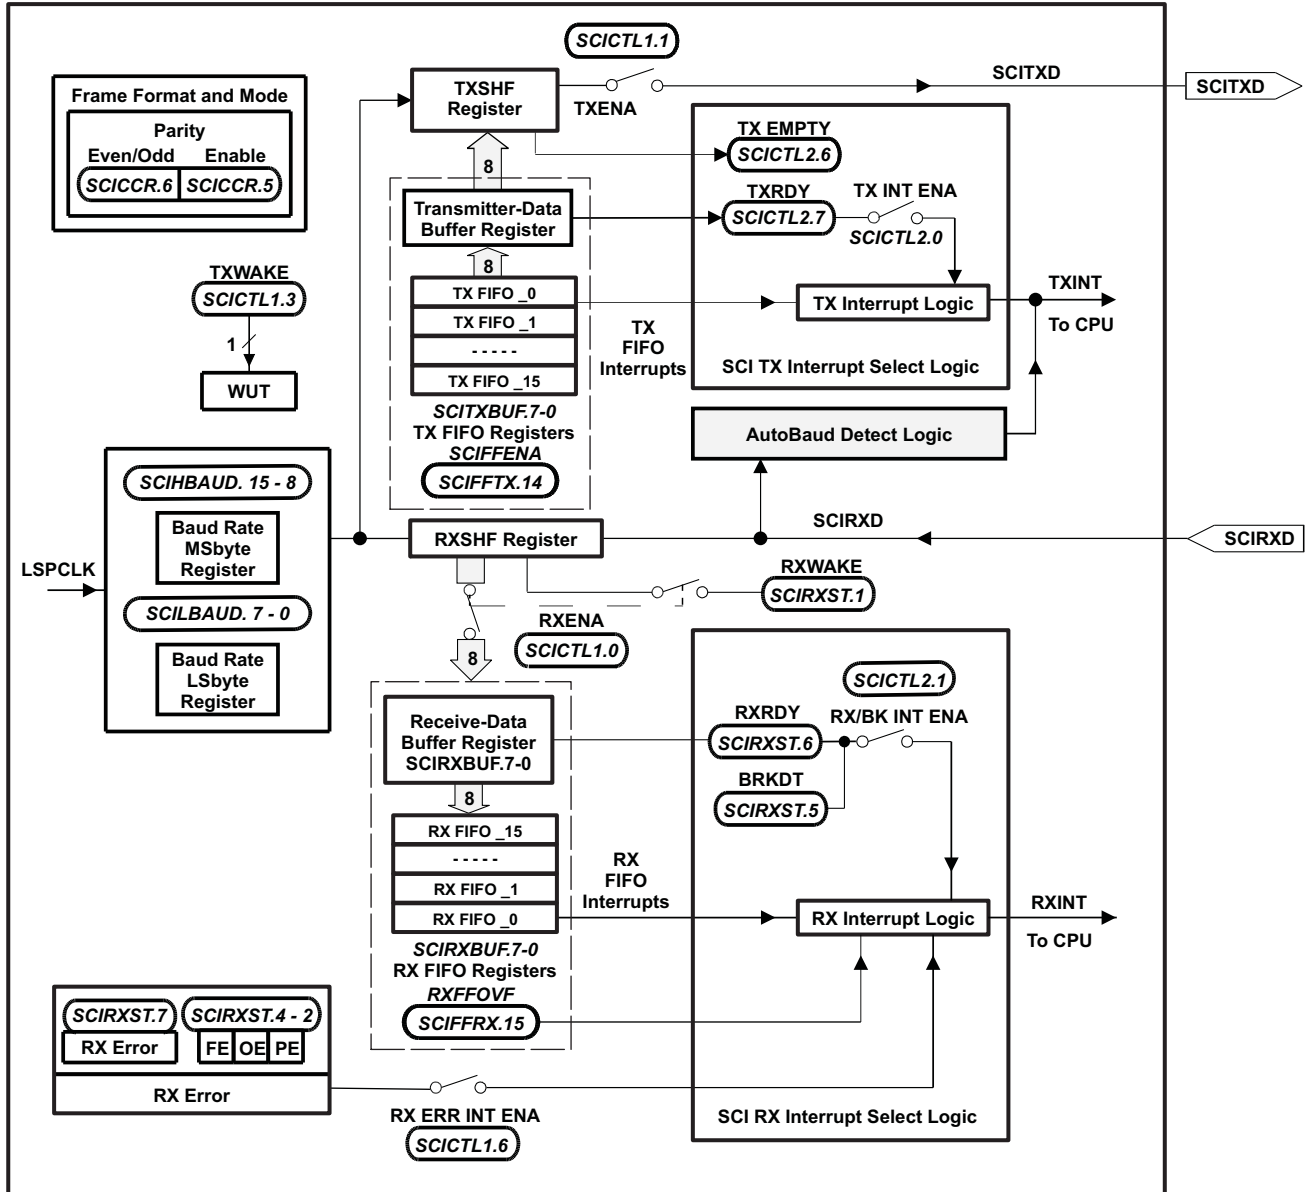 SCICTL1.1
TXSHF
Register
TXENA
SCITXD
SCITXD
Frame Format and Mode
Parity
Even/Odd Enable
SCICCR.6 SCICCR.5
TX EMPTY
SCICTL2.6
8
Transmitter-Data
Buffer Register
TXRDY
SCICTL2.7
TX INT ENA
SCICTL2.0
8
TX FIFO _0
TX FIFO _1
- - - - -
TX FIFO _15
TX
FIFO
Interrupts
TX Interrupt Logic
TXINT
To CPU
SCI TX Interrupt Select Logic
TXWAKE
SCICTL1.3
1
WUT
SCITXBUF.7-0
TX FIFO Registers
SCIFFENA
SCIFFTX.14
AutoBaud Detect Logic
LSPCLK
SCIHBAUD. 15 - 8
Baud Rate
MSbyte
Register
SCILBAUD. 7 - 0
Baud Rate
LSbyte
Register
RXSHF Register
SCIRXD
SCIRXD
RXWAKE
SCIRXST.1
RXENA
SCICTL1.0
8
Receive-Data
Buffer Register
SCIRXBUF.7-0
8
RX FIFO _15
- - - - -
RX FIFO _1
RX FIFO _0
SCIRXBUF.7-0
RX FIFO Registers
RXFFOVF
SCIFFRX.15
RX
FIFO
Interrupts
SCICTL2.1
RXRDY
SCIRXST.6
RX/BK INT ENA
BRKDT
SCIRXST.5
RX Interrupt Logic
RXINT
To CPU
SCI RX Interrupt Select Logic
SCIRXST.7 SCIRXST.4 - 2
RX Error FE OE PE
RX Error
RX ERR INT ENA
SCICTL1.6